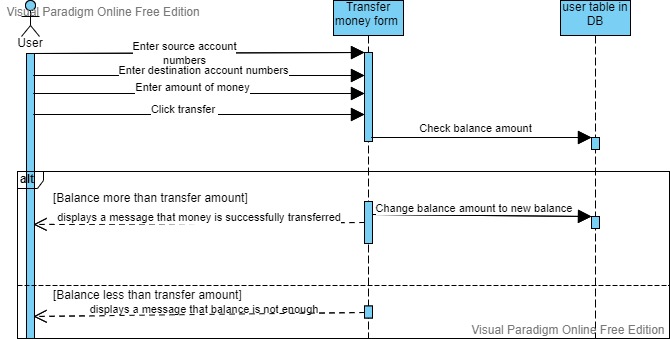 Visual Paradigm Online Free Edition
Transfer
money form
user table in
DB
User
Enter source account
numbers
Enter destination account numbers
Enter amount of money
Click transfer
Check balance amount
alt
[Balance more than transfer amount]
Change balance amount to new balance
displays a message that money is successfully transferred
[Balance less than transfer amount]
displays a message that balance is not enough
Visual Paradigm Online Free Edition